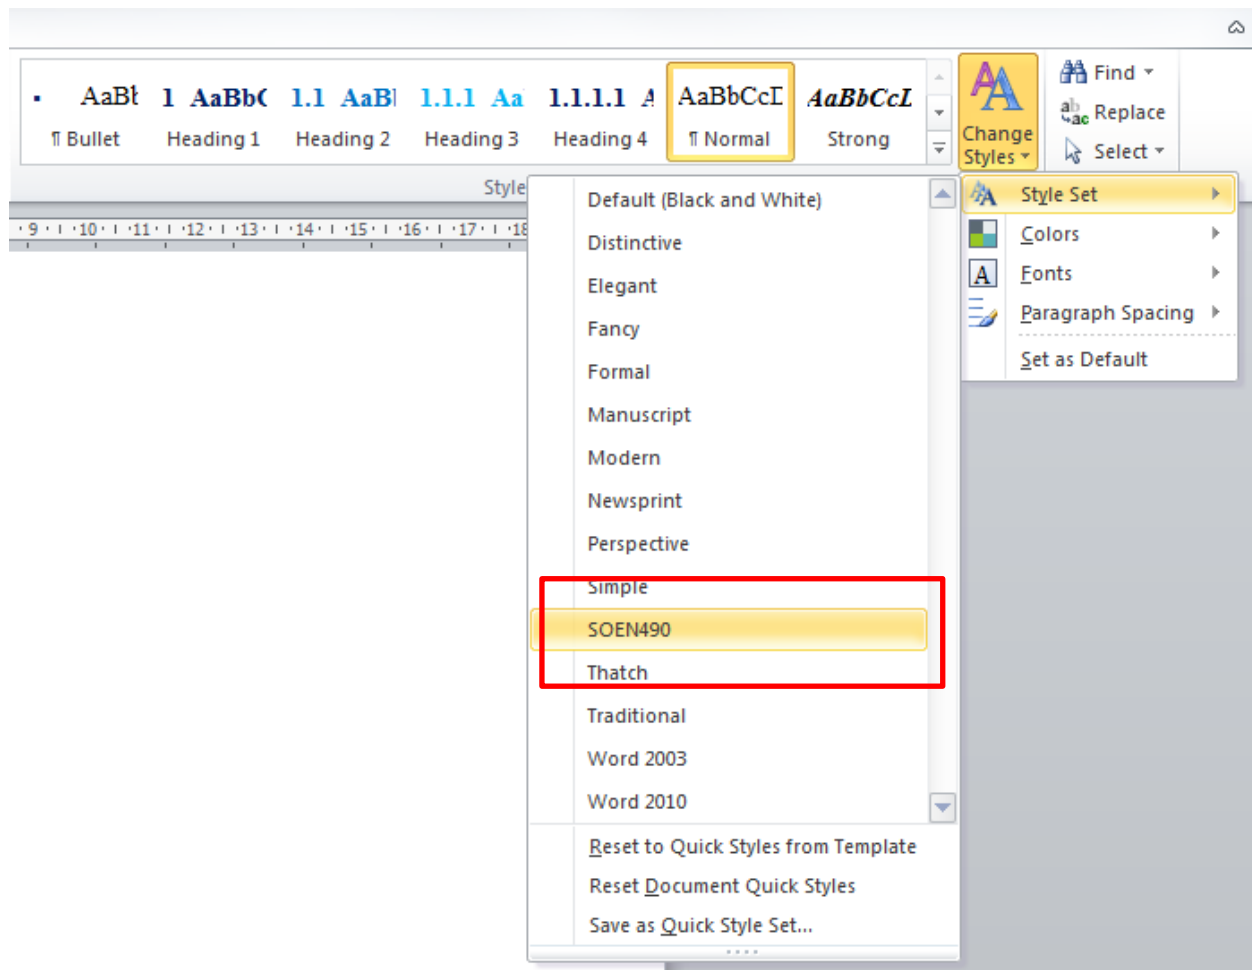 AaBb 1 AaBbC 1.1 AaBl 1.1.1 Aa 1.1.1.1 A AaBbCcD AaBbCcD
¶ Bullet Heading 1 Heading 2 Heading 3 Heading 4 ¶ Normal Strong
Change
Styles
Find
Replace
Select
Style
· 9 · ı · 10 · ı · 11 · ı · 12 · ı · 13 · ı · 14 · ı · 15 · ı · 16 · ı · 17 · ı · 18
Default (Black and White)
Distinctive
Elegant
Fancy
Formal
Manuscript
Modern
Newsprint
Perspective
Simple
SOEN490
Thatch
Traditional
Word 2003
Word 2010
Reset to Quick Styles from Template
Reset Document Quick Styles
Save as Quick Style Set...
Style Set
Colors
A Fonts
Paragraph Spacing
Set as Default